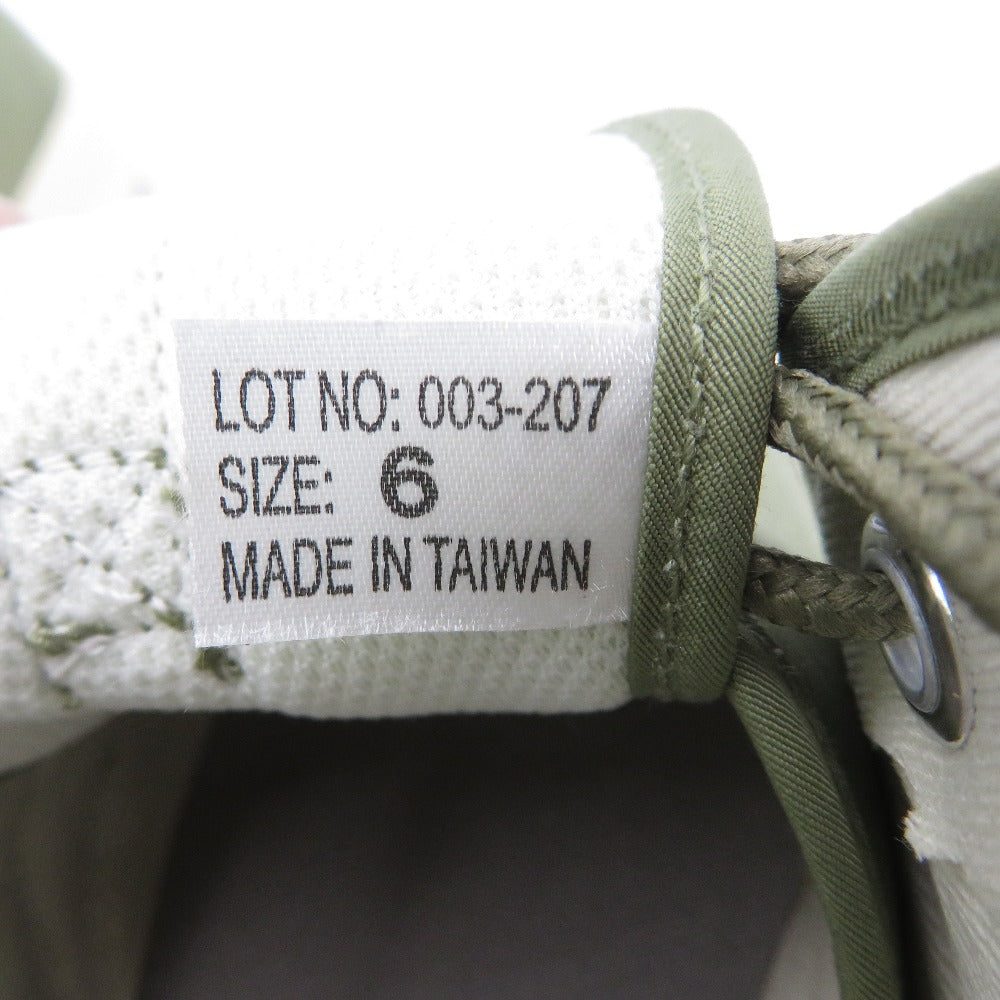 LOT NO: 003-207
SIZE: 6
MADE IN TAIWAN